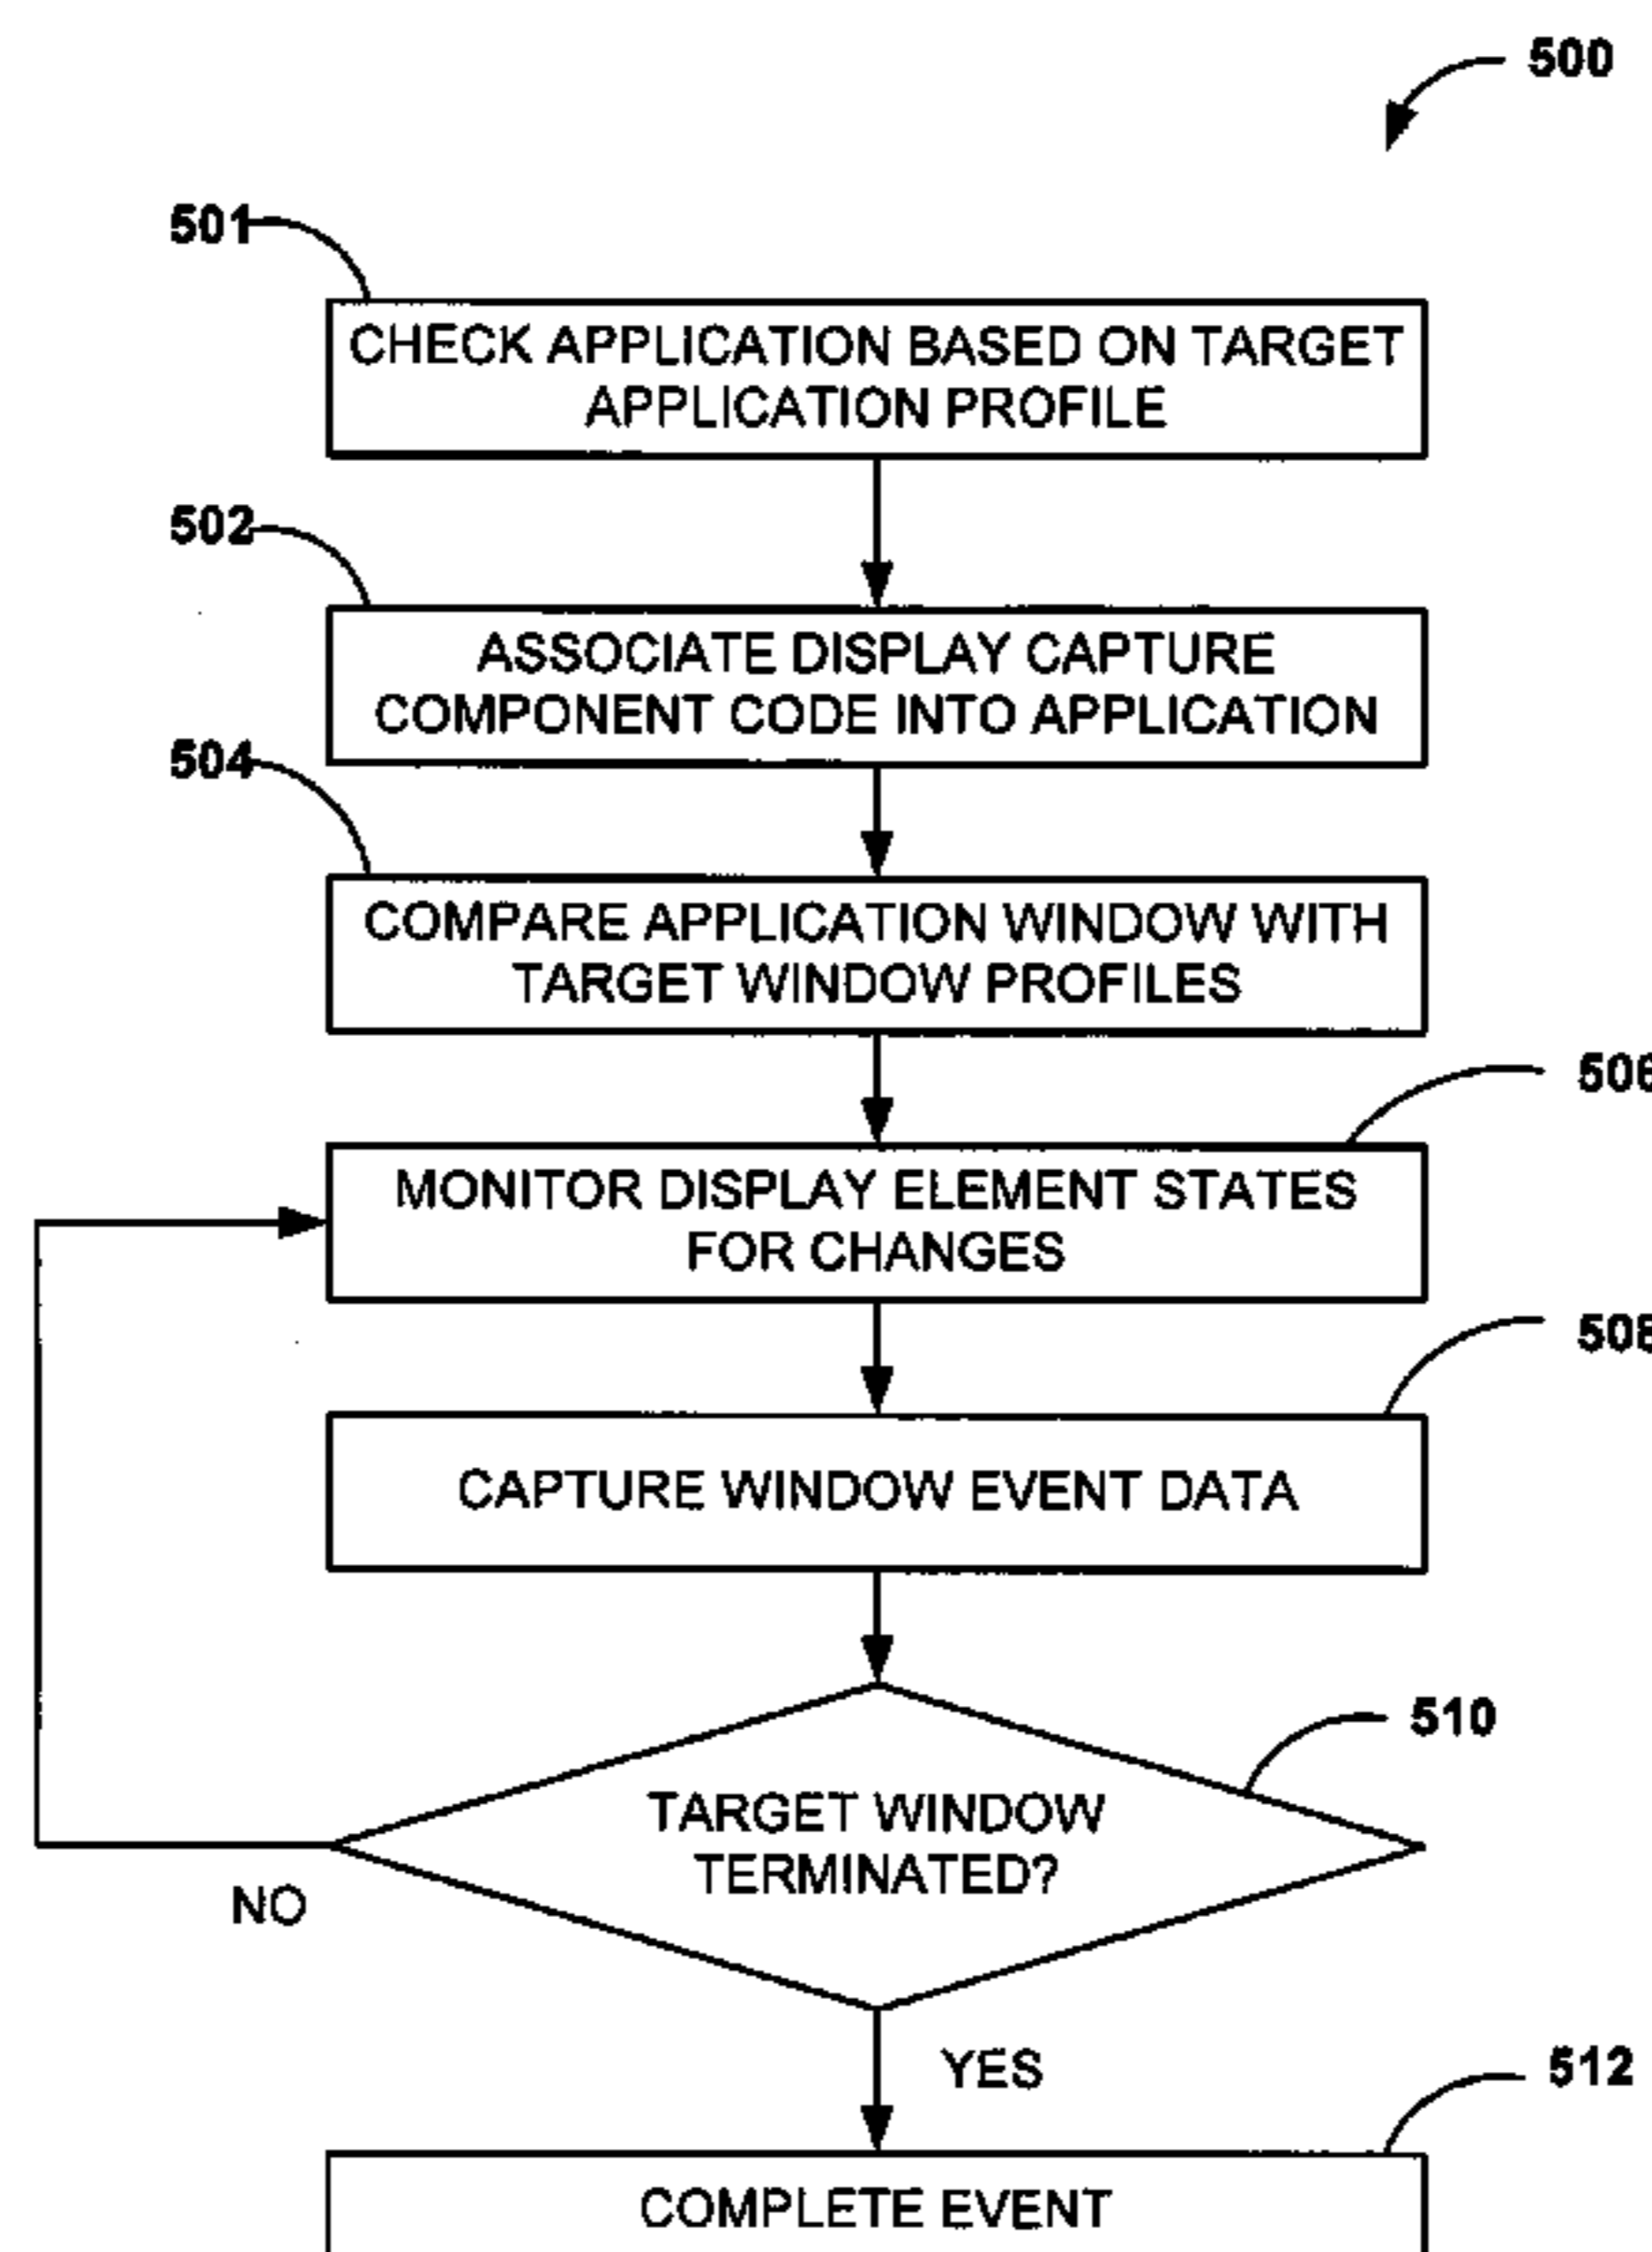 500
501
CHECK APPLICATION BASED ON TARGET
APPLICATION PROFILE
502
ASSOCIATE DISPLAY CAPTURE
COMPONENT CODE INTO APPLICATION
504
COMPARE APPLICATION WINDOW WITH
TARGET WINDOW PROFILES
506
MONITOR DISPLAY ELEMENT STATES
FOR CHANGES
508
CAPTURE WINDOW EVENT DATA
510
TARGET WINDOW
TERMINATED?
NO
YES
512
COMPLETE EVENT